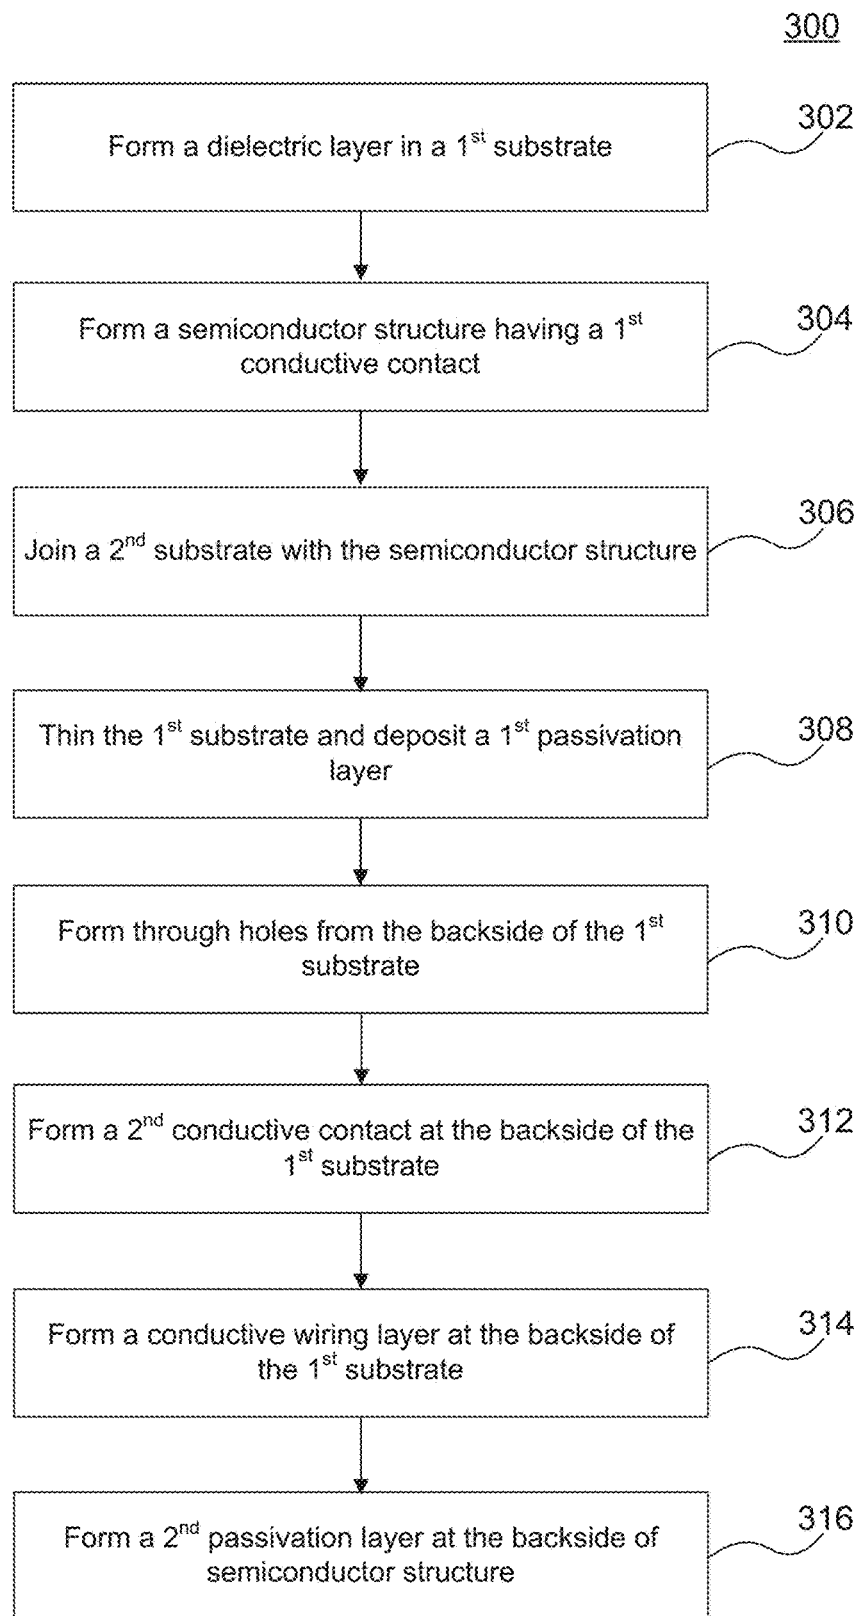 300
Form a dielectric layer in a 1st substrate
302
Form a semiconductor structure having a 1st
conductive contact
304
Join a 2nd substrate with the semiconductor structure
306
Thin the 1st substrate and deposit a 1st passivation
layer
308
Form through holes from the backside of the 1st
substrate
310
Form a 2nd conductive contact at the backside of the
1st substrate
312
Form a conductive wiring layer at the backside of
the 1st substrate
314
Form a 2nd passivation layer at the backside of
semiconductor structure
316